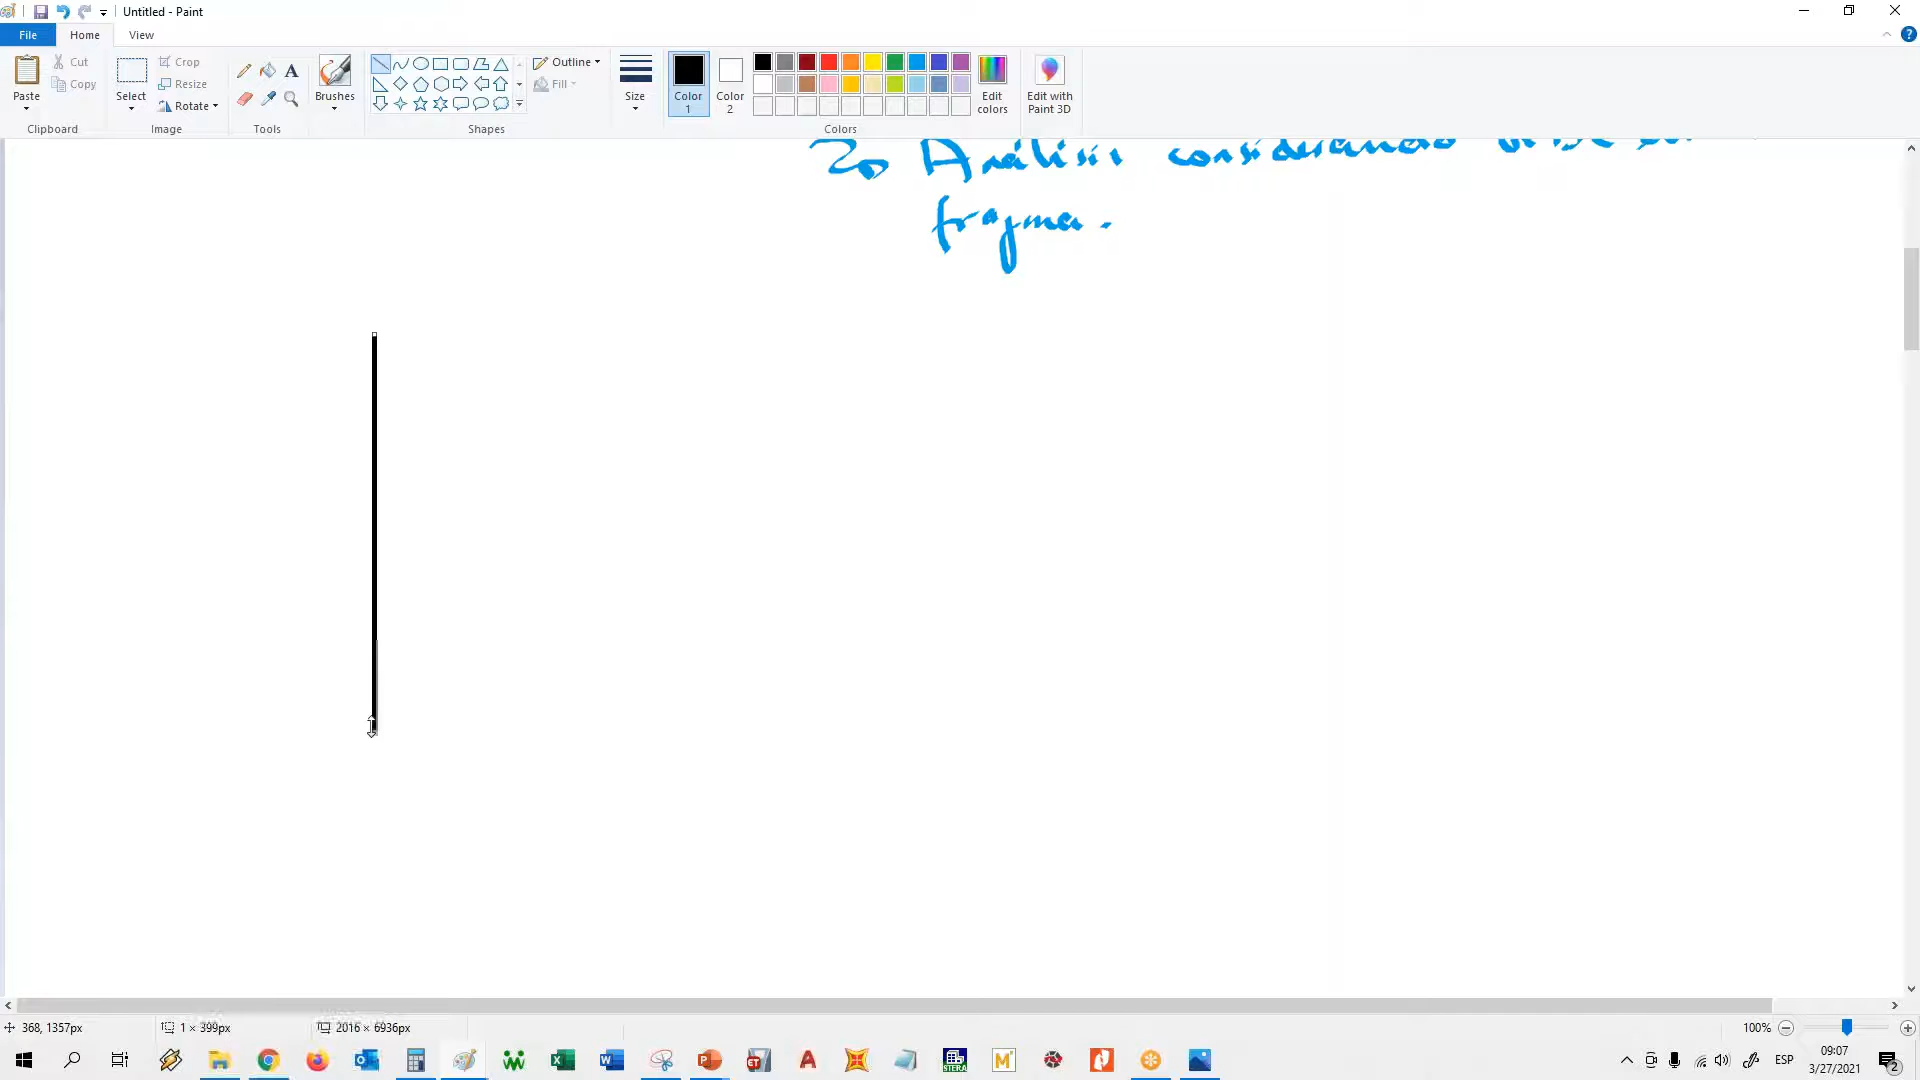 Untitled - Paint
File
Home
View
Paste
Cut
Copy
Clipboard
Select
Crop
Resize
Rotate
Image
Tools
Brushes
Shapes
Outline
Fill
Size
Color 1
Color 2
Edit colors
Colors
Edit with Paint 3D
2o Análisis considerando
fragma.
368, 1357px
1 × 399px
2016 × 6936px
100%
ESP
09:07
3/27/2021
2